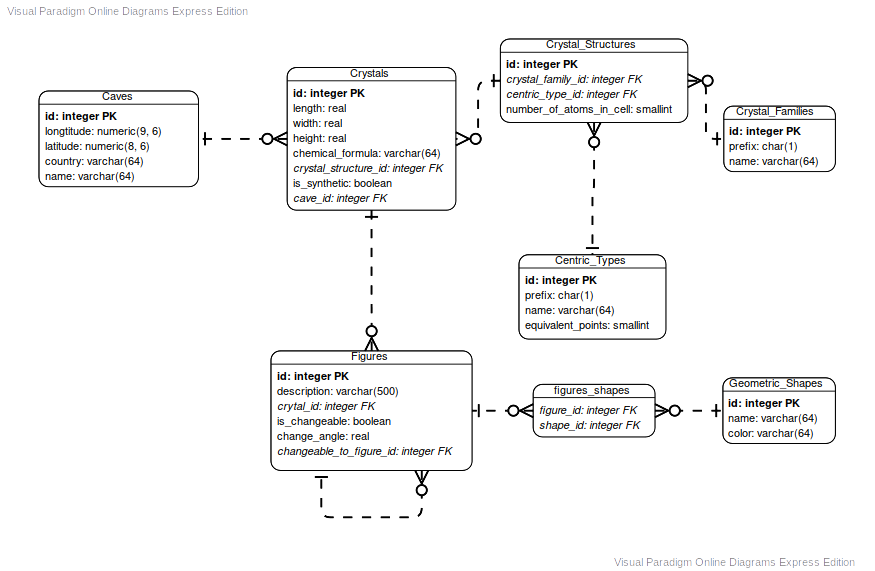 Visual Paradigm Online Diagrams Express Edition
Caves
id: integer PK
longtitude: numeric(9, 6)
latitude: numeric(8, 6)
country: varchar(64)
name: varchar(64)
Crystals
id: integer PK
length: real
width: real
height: real
chemical_formula: varchar(64)
crystal_structure_id: integer FK
is_synthetic: boolean
cave_id: integer FK
Crystal_Structures
id: integer PK
crystal_family_id: integer FK
centric_type_id: integer FK
number_of_atoms_in_cell: smallint
Crystal_Families
id: integer PK
prefix: char(1)
name: varchar(64)
Centric_Types
id: integer PK
prefix: char(1)
name: varchar(64)
equivalent_points: smallint
Figures
id: integer PK
description: varchar(500)
crytal_id: integer FK
is_changeable: boolean
change_angle: real
changeable_to_figure_id: integer FK
figures_shapes
figure_id: integer FK
shape_id: integer FK
Geometric_Shapes
id: integer PK
name: varchar(64)
color: varchar(64)
Visual Paradigm Online Diagrams Express Edition